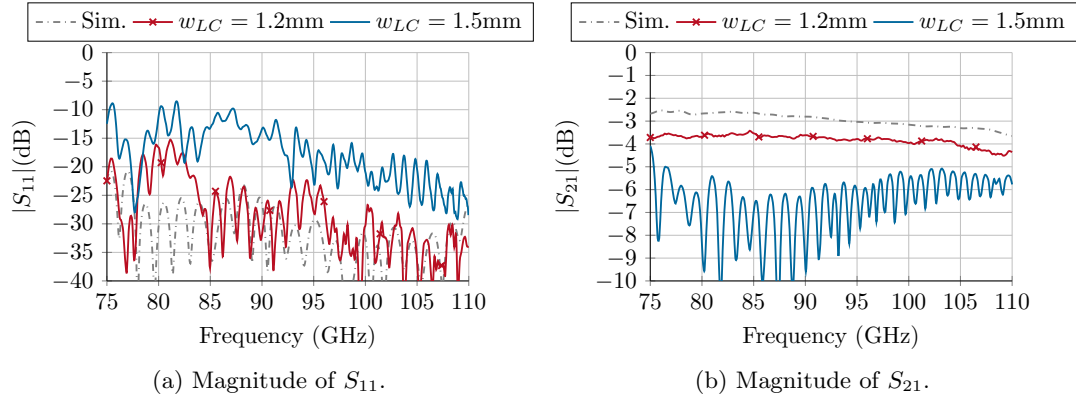 Sim. w_LC = 1.2mm w_LC = 1.5mm
0
−5
−10
−15
−20
−25
−30
−35
−40
|S₁₁|(dB)
75 80 85 90 95 100 105 110
Frequency (GHz)
(a) Magnitude of S₁₁.
Sim. w_LC = 1.2mm w_LC = 1.5mm
0
−1
−2
−3
−4
−5
−6
−7
−8
−9
−10
|S₂₁|(dB)
75 80 85 90 95 100 105 110
Frequency (GHz)
(b) Magnitude of S₂₁.